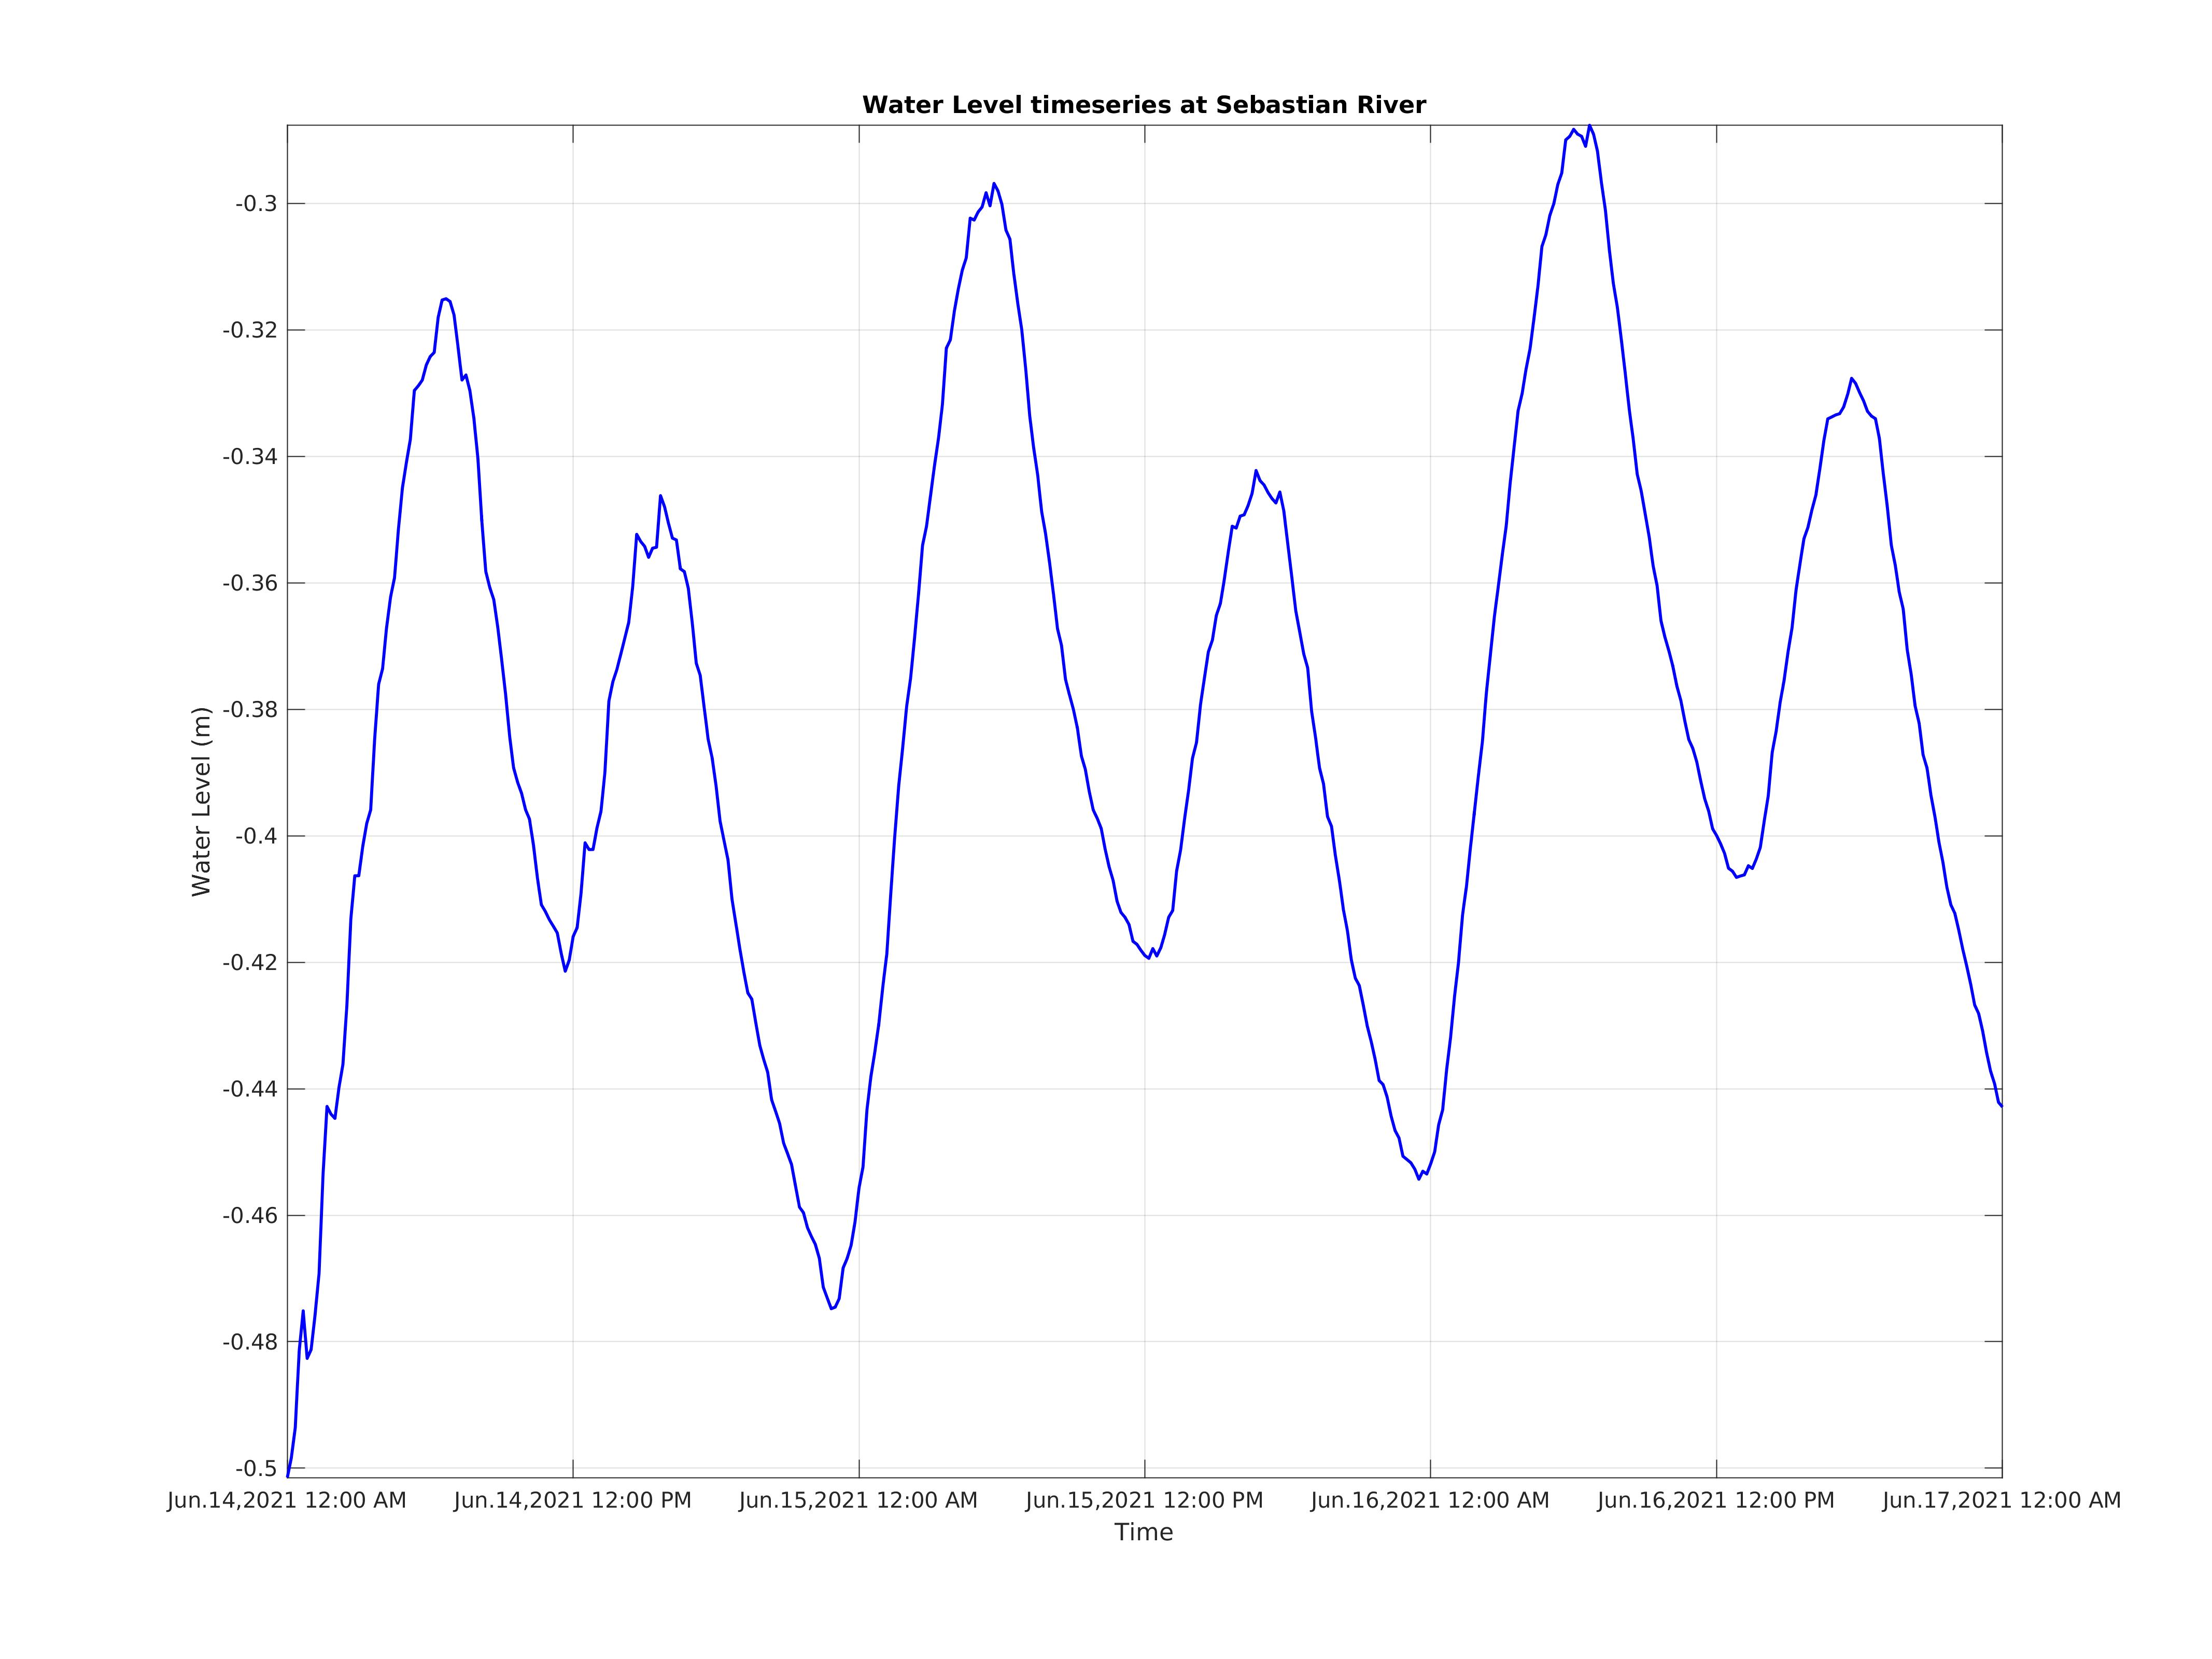 Water Level timeseries at Sebastian River
-0.3
-0.32
-0.34
-0.36
-0.38
-0.4
-0.42
-0.44
-0.46
-0.48
-0.5
Water Level (m)
Jun.14,2021 12:00 AM Jun.14,2021 12:00 PM Jun.15,2021 12:00 AM Jun.15,2021 12:00 PM Jun.16,2021 12:00 AM Jun.16,2021 12:00 PM Jun.17,2021 12:00 AM
Time